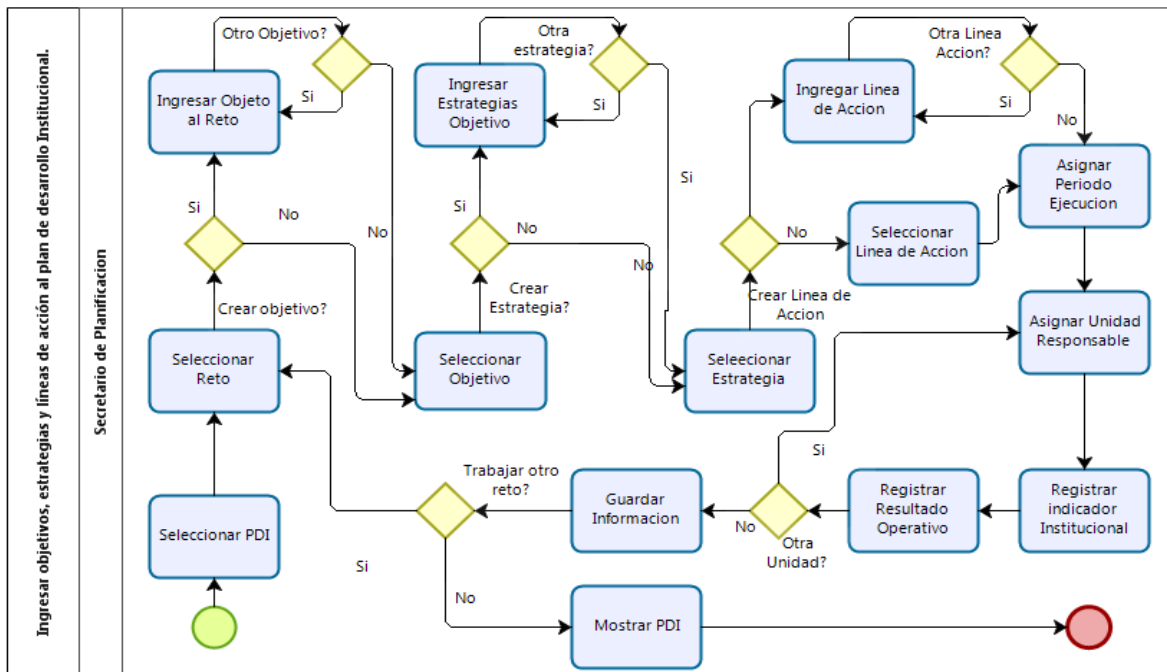 Ingresar objetivos, estrategias y líneas de acción al plan de desarrollo Institucional.
Secretario de Planificacion
Otro Objetivo?
Si
Ingresar Objeto
al Reto
Si
No
No
Crear objetivo?
Seleccionar
Reto
Seleccionar PDI
Otra
estrategia?
Si
Ingresar
Estrategias
Objetivo
Si
No
No
Si
Crear
Estrategia?
Seleccionar
Objetivo
Otra Linea
Accion?
Si
No
Ingregar Linea
de Accion
No
Seleccionar
Linea de Accion
Asignar
Periodo
Ejecucion
Crear Linea de
Accion
Seleecionar
Estrategia
Asignar Unidad
Responsable
Si
Registrar
indicador
Institucional
Registrar
Resultado
Operativo
Otra
Unidad?
No
Guardar
Informacion
Trabajar otro
reto?
Si
No
Mostrar PDI